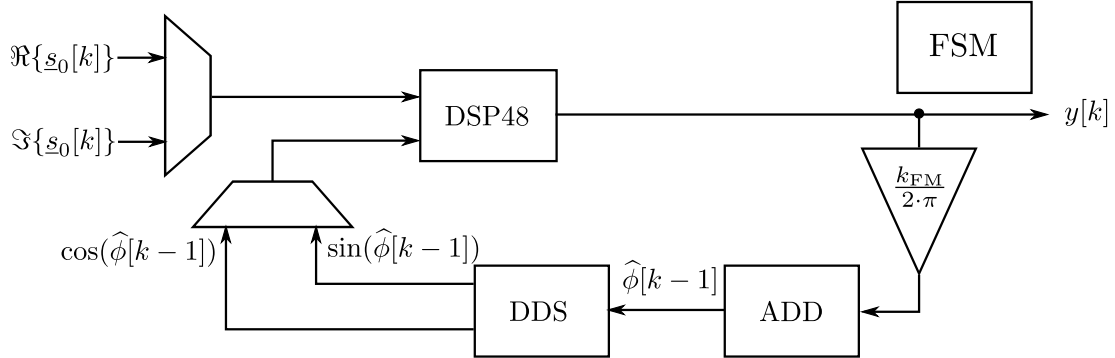 FSM
ℜ{s̲₀[k]}
DSP48
y[k]
ℑ{s̲₀[k]}
k_FM
2·π
cos(φ̂[k − 1])
sin(φ̂[k − 1])
φ̂[k − 1]
DDS
ADD